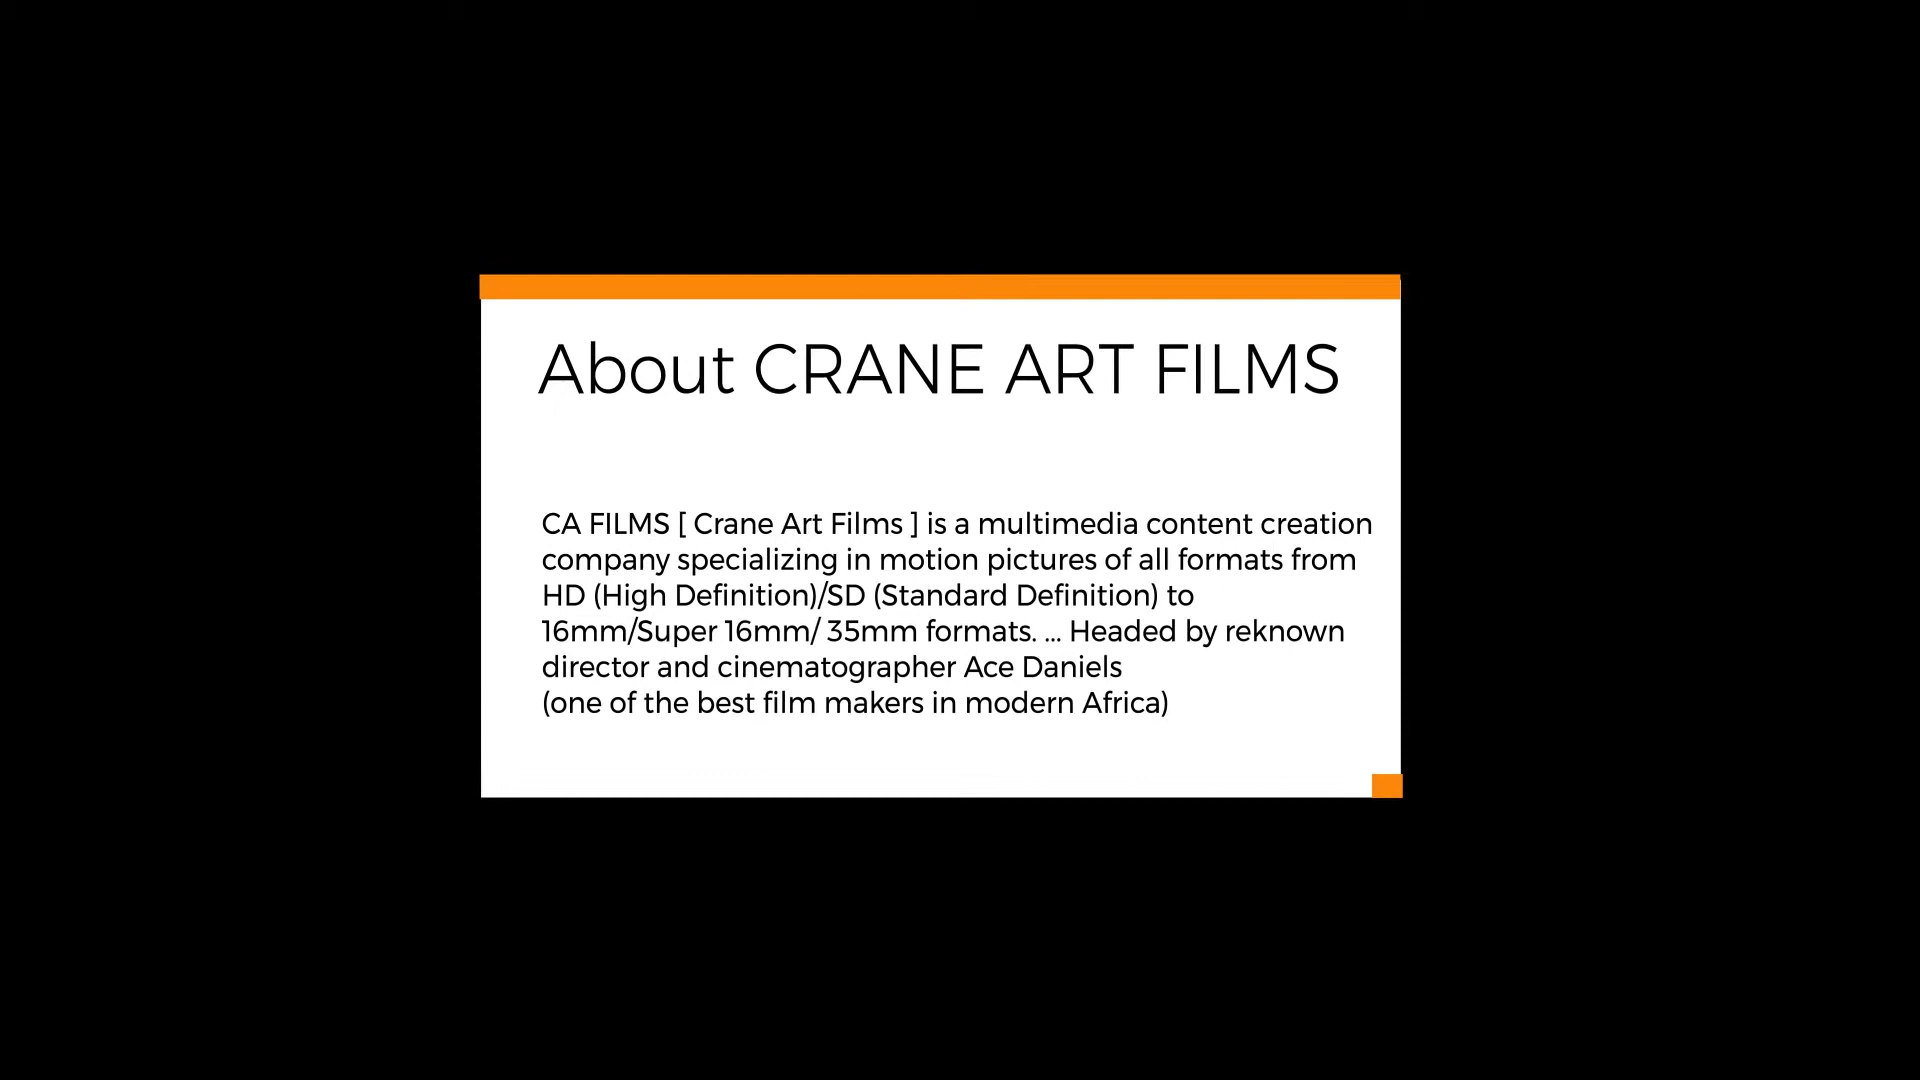 About CRANE ART FILMS
CA FILMS [ Crane Art Films ] is a multimedia content creation
company specializing in motion pictures of all formats from
HD (High Definition)/SD (Standard Definition) to
16mm/Super 16mm/ 35mm formats. ... Headed by reknown
director and cinematographer Ace Daniels
(one of the best film makers in modern Africa)